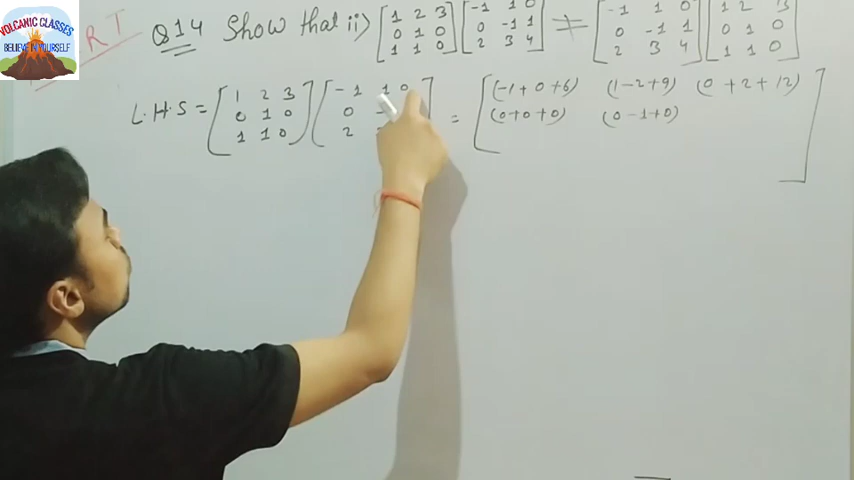 VOLCANIC CLASSES
BELIEVE IN YOURSELF
RT
Q14 Show that ii) [1 2 3 [-1 1 0 ≠ [-1 1 0 [1 2 3
0 1 0 0 -1 1 0 -1 1 0 1 0
1 1 0] 2 3 4] 2 3 4] 1 1 0]
L.H.S = [1 2 3 [-1 1 0 = [(-1+0+6) (1-2+9) (0+2+12)
0 1 0 0 - (0+0+0) (0-1+0)
1 1 0] 2 ]